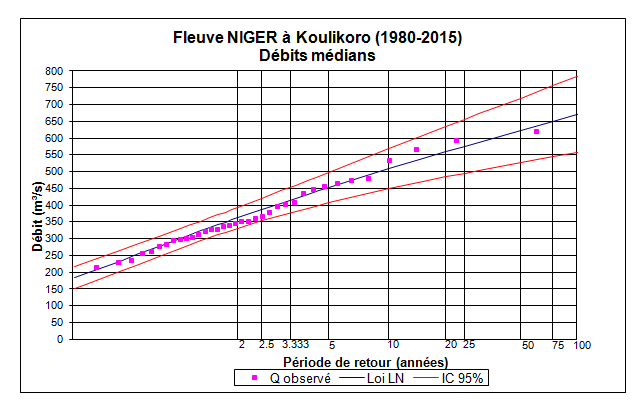 Fleuve NIGER à Koulikoro (1980-2015)
Débits médians
800
750
700
650
600
550
500
450
400
350
300
250
200
150
100
50
0
Débit (m³/s)
2 2.5 3.333 5 10 20 25 50 75 100
Période de retour (années)
Q observé Loi LN IC 95%